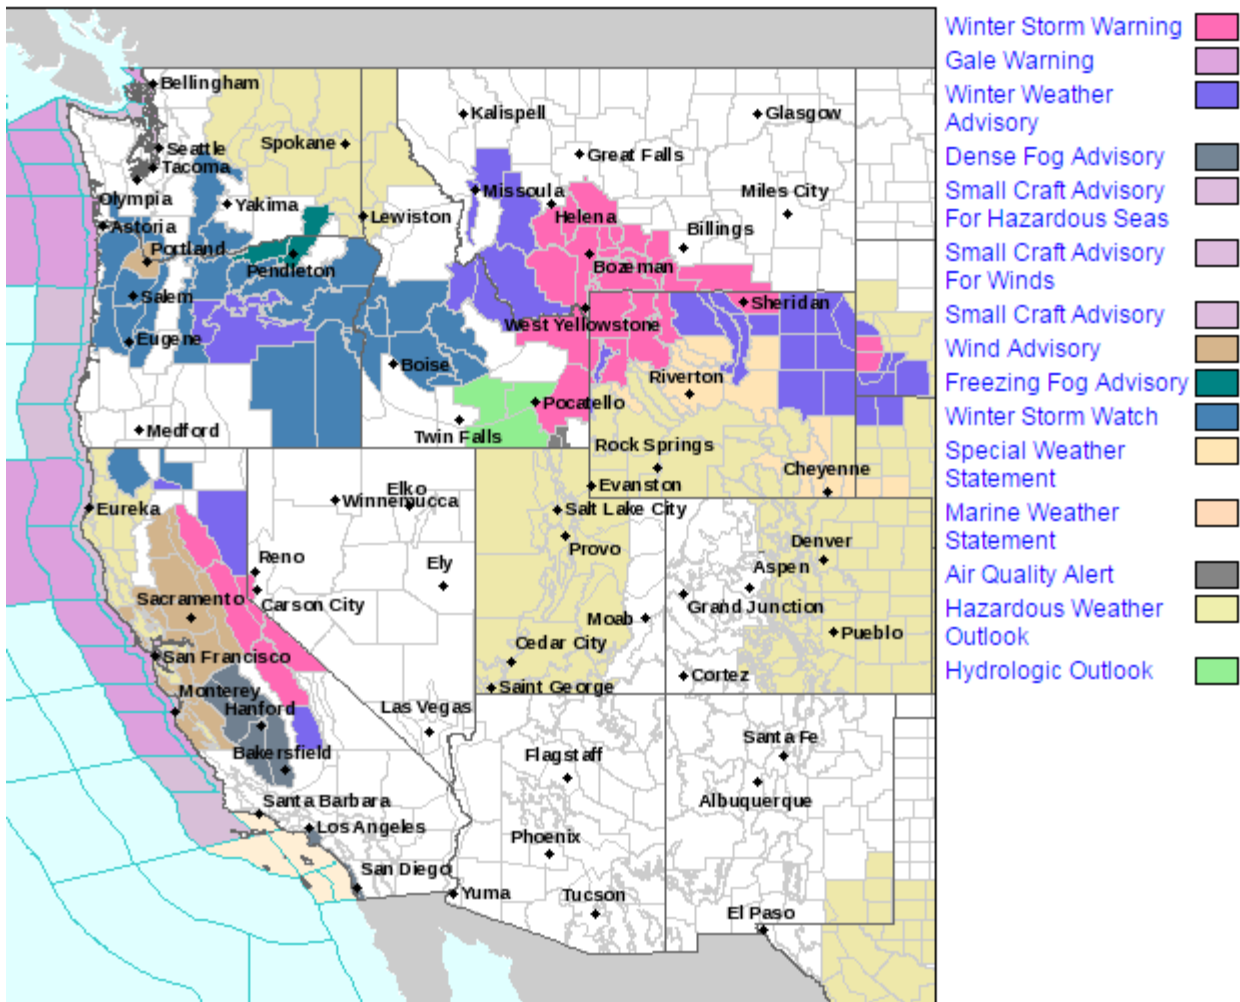 Bellingham
Kalispell
Glasgow
Seattle
Spokane
Great Falls
Tacoma
Olympia
Yakima
Missoula
Miles City
Lewiston
Helena
Astoria
Portland
Billings
Pendleton
Bozeman
Salem
Sheridan
West Yellowstone
Eugene
Boise
Riverton
Pocatello
Medford
Twin Falls
Rock Springs
Cheyenne
Elko
Evanston
Winnemucca
Eureka
Salt Lake City
Provo
Denver
Reno
Ely
Aspen
Sacramento
Carson City
Grand Junction
Moab
Pueblo
Cedar City
San Francisco
Cortez
Monterey
Saint George
Hanford
Las Vegas
Santa Fe
Bakersfield
Flagstaff
Albuquerque
Santa Barbara
Los Angeles
Phoenix
San Diego
Yuma
Tucson
El Paso
Winter Storm Warning
Gale Warning
Winter Weather
Advisory
Dense Fog Advisory
Small Craft Advisory
For Hazardous Seas
Small Craft Advisory
For Winds
Small Craft Advisory
Wind Advisory
Freezing Fog Advisory
Winter Storm Watch
Special Weather
Statement
Marine Weather
Statement
Air Quality Alert
Hazardous Weather
Outlook
Hydrologic Outlook